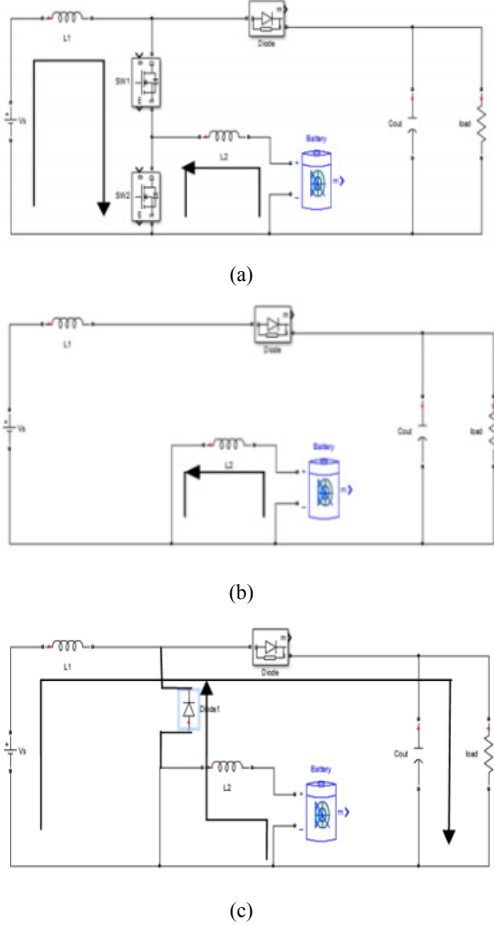 m
Diode
L1
SW1
Vs
Cout
load
Battery
L2
+
−
m
SW2
(a)
m
Diode
L1
Vs
Cout
load
Battery
L2
+
−
m
(b)
m
Diode
L1
Diode1
Vs
Cout
load
Battery
L2
+
−
m
(c)